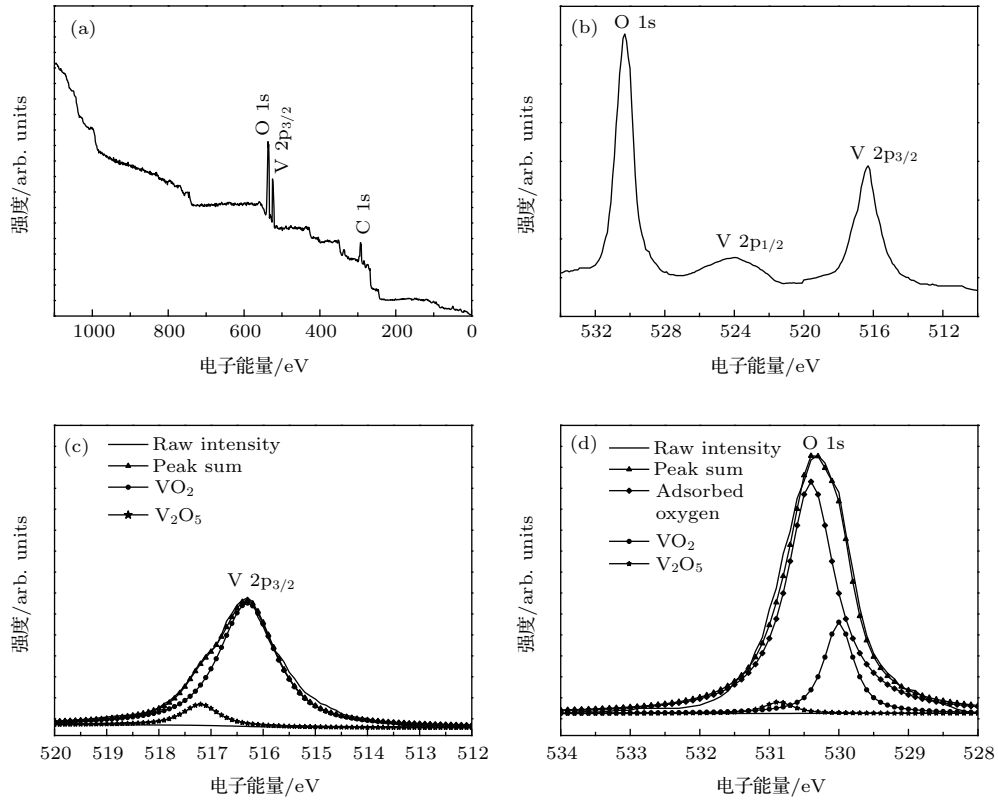 (a)
O 1s
V 2p3/2
C 1s
强度/arb. units
1000 800 600 400 200 0
电子能量/eV
(b)
O 1s
V 2p3/2
V 2p1/2
强度/arb. units
532 528 524 520 516 512
电子能量/eV
(c)
Raw intensity
Peak sum
VO2
V2O5
V 2p3/2
强度/arb. units
520 519 518 517 516 515 514 513 512
电子能量/eV
(d)
O 1s
Raw intensity
Peak sum
Adsorbed
oxygen
VO2
V2O5
强度/arb. units
534 533 532 531 530 529 528
电子能量/eV